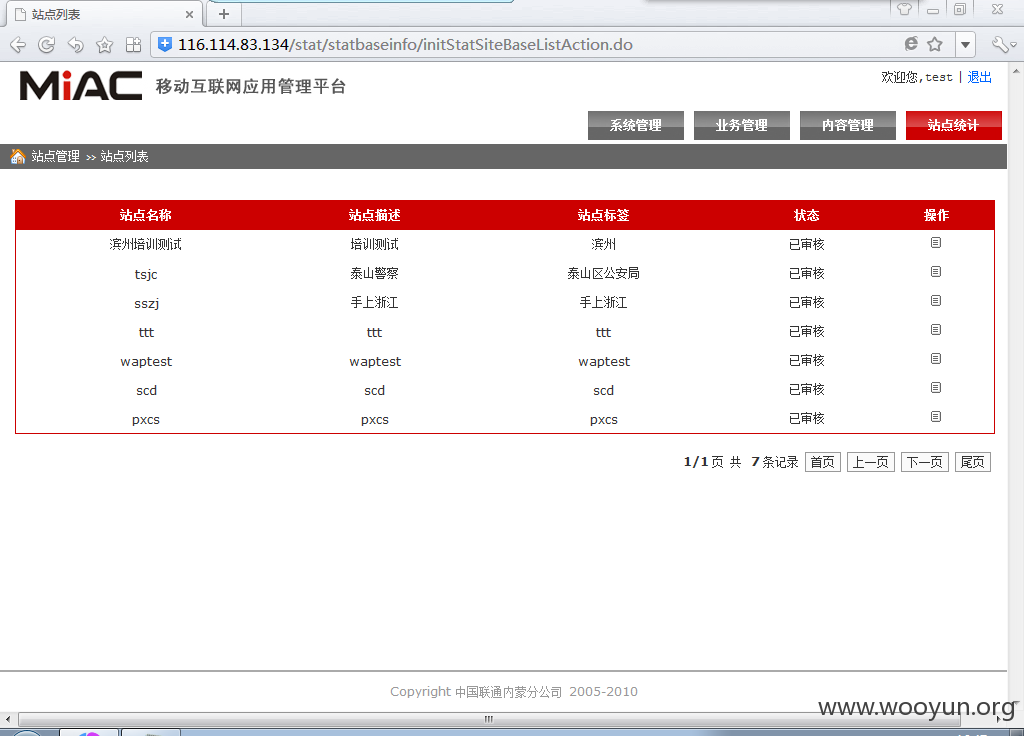 站点列表
116.114.83.134/stat/statbaseinfo/initStatSiteBaseListAction.do
MiAC 移动互联网应用管理平台
欢迎您,test | 退出
系统管理 业务管理 内容管理 站点统计
站点管理 >> 站点列表
站点名称 站点描述 站点标签 状态 操作
滨州培训测试 培训测试 滨州 已审核
tsjc 泰山警察 泰山区公安局 已审核
sszj 手上浙江 手上浙江 已审核
ttt ttt ttt 已审核
waptest waptest waptest 已审核
scd scd scd 已审核
pxcs pxcs pxcs 已审核
1/1页 共 7条记录 首页 上一页 下一页 尾页
Copyright 中国联通内蒙分公司 2005-2010
www.wooyun.org